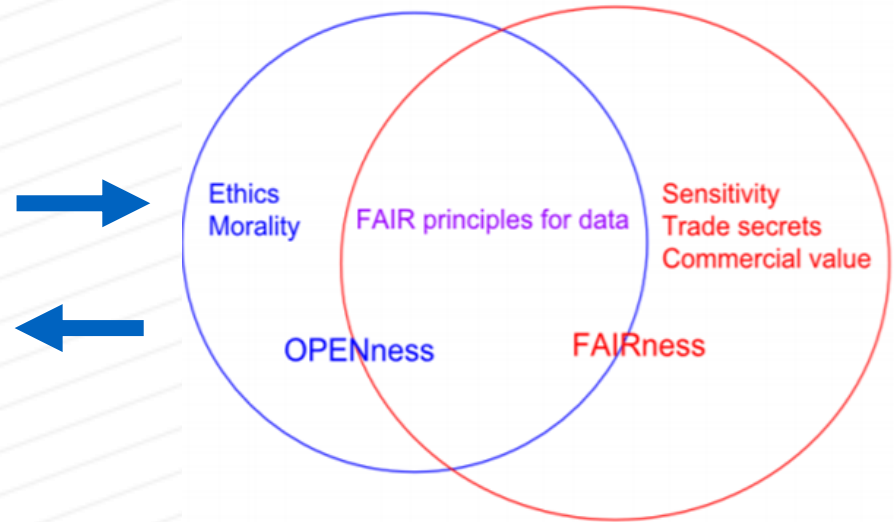 Ethics
Morality
FAIR principles for data
Sensitivity
Trade secrets
Commercial value
OPENness
FAIRness